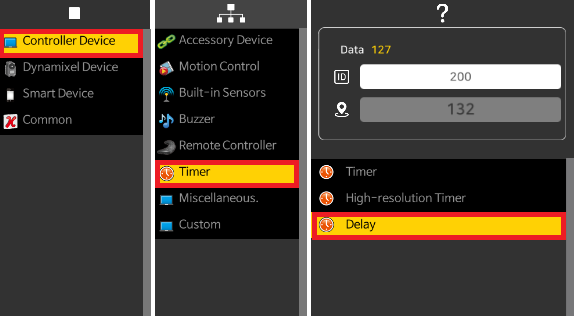 Controller Device
Dynamixel Device
Smart Device
Common
Accessory Device
Motion Control
Built-in Sensors
Buzzer
Remote Controller
Timer
Miscellaneous.
Custom
?
Data 127
ID 200
132
Timer
High-resolution Timer
Delay